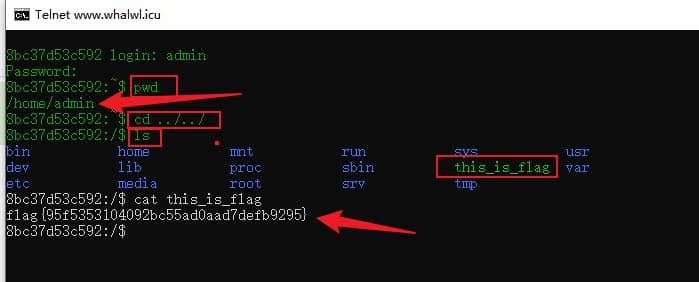 Telnet www.whalwl.icu
8bc37d53c592 login: admin
Password:
8bc37d53c592:~$ pwd
/home/admin
8bc37d53c592:~$ cd ../../
8bc37d53c592:/$ ls
bin home mnt run sys usr
dev lib proc sbin this_is_flag var
etc media root srv tmp
8bc37d53c592:/$ cat this_is_flag
flag{95f5353104092bc55ad0aad7defb9295}
8bc37d53c592:/$